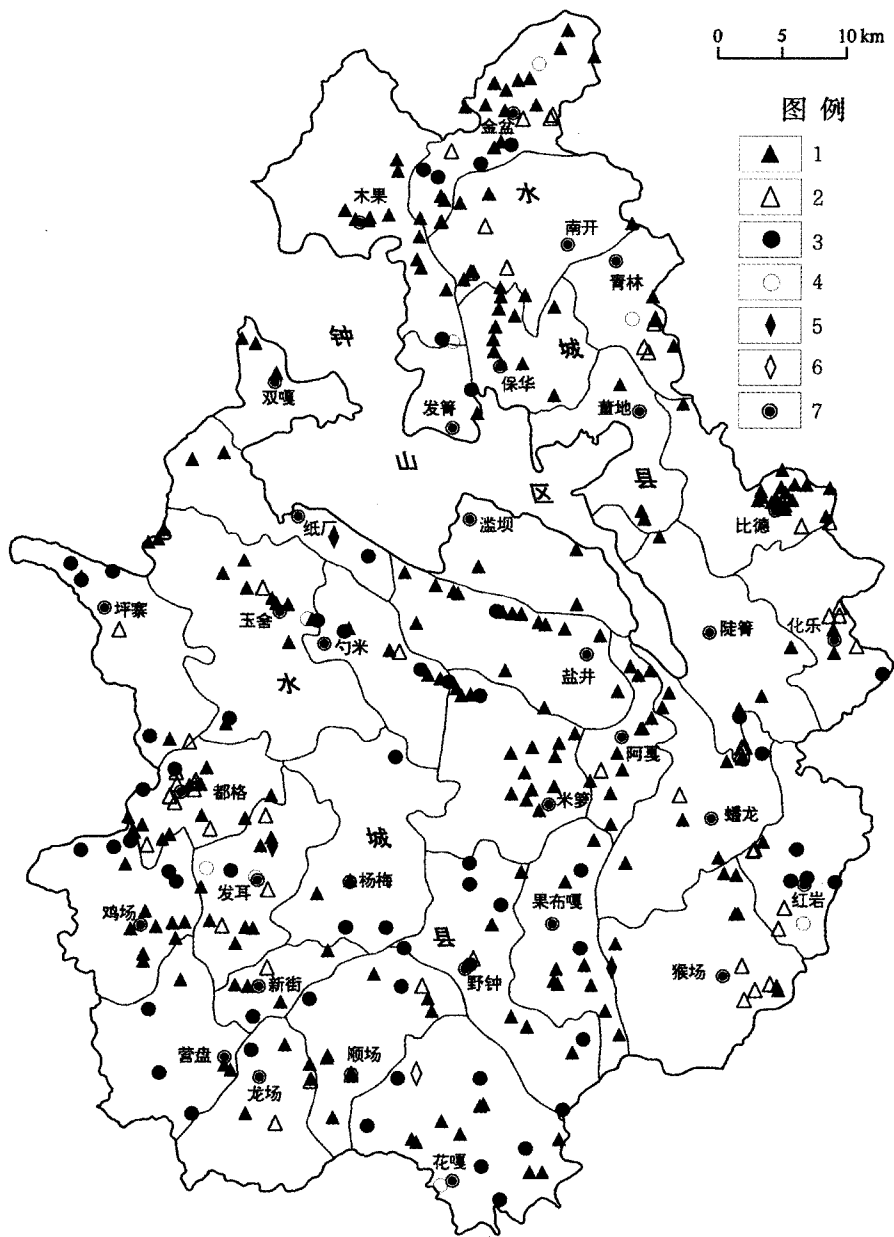 0 5 10 km
图 例
1
2
3
4
5
6
7
金盆
水
木果
南开
青林
钟
城
保华
双嘎
发箐
董地
山
县
区
比德
纸厂
滥坝
坪寨
玉舍
勺米
陡箐
化乐
水
盐井
阿戛
都格
米箩
蟠龙
城
发耳
杨梅
果布嘎
红岩
鸡场
县
新街
野钟
猴场
营盘
顺场
龙场
花嘎